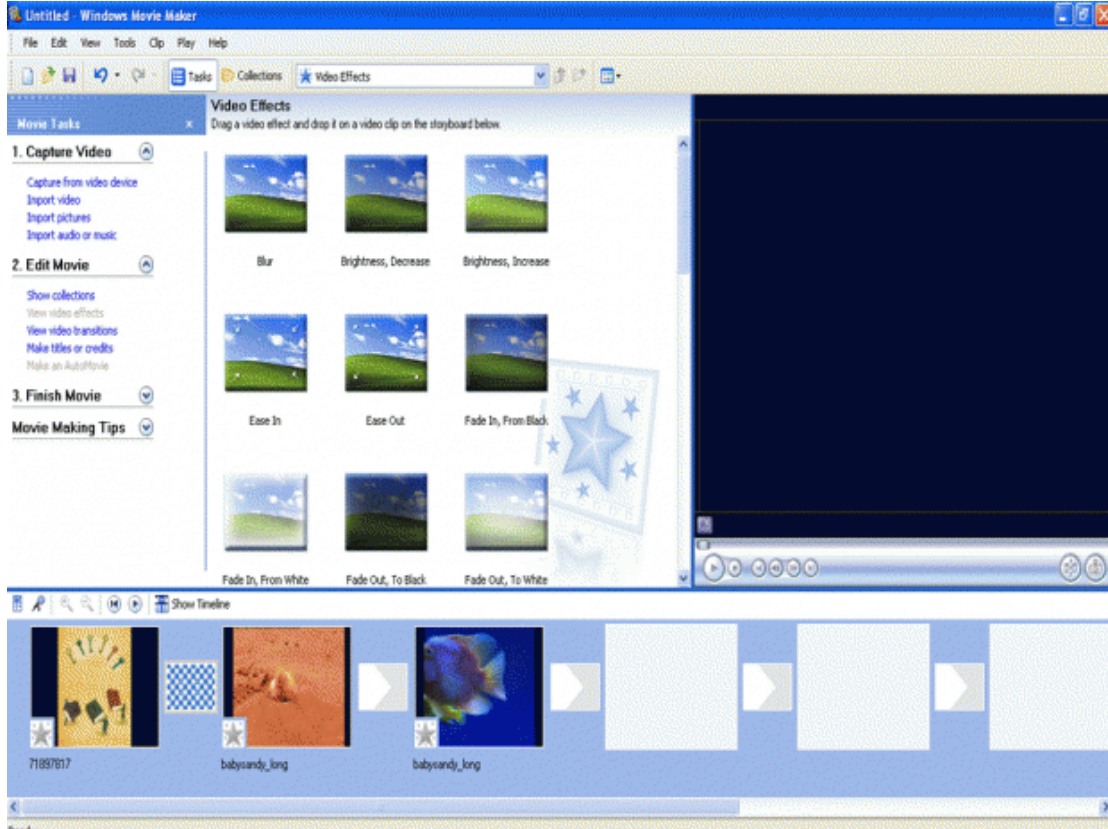 Untitled - Windows Movie Maker
File Edit View Tools Clip Play Help
Tasks Collections Video Effects
Movie Tasks
1. Capture Video
Capture from video device
Import video
Import pictures
Import audio or music
2. Edit Movie
Show collections
View video effects
View video transitions
Make titles or credits
Make an AutoMovie
3. Finish Movie
Movie Making Tips
Video Effects
Drag a video effect and drop it on a video clip on the storyboard below.
Blur Brightness, Decrease Brightness, Increase
Ease In Ease Out Fade In, From Black
Fade In, From White Fade Out, To Black Fade Out, To White
Show Timeline
71897817 babysandy_long babysandy_long